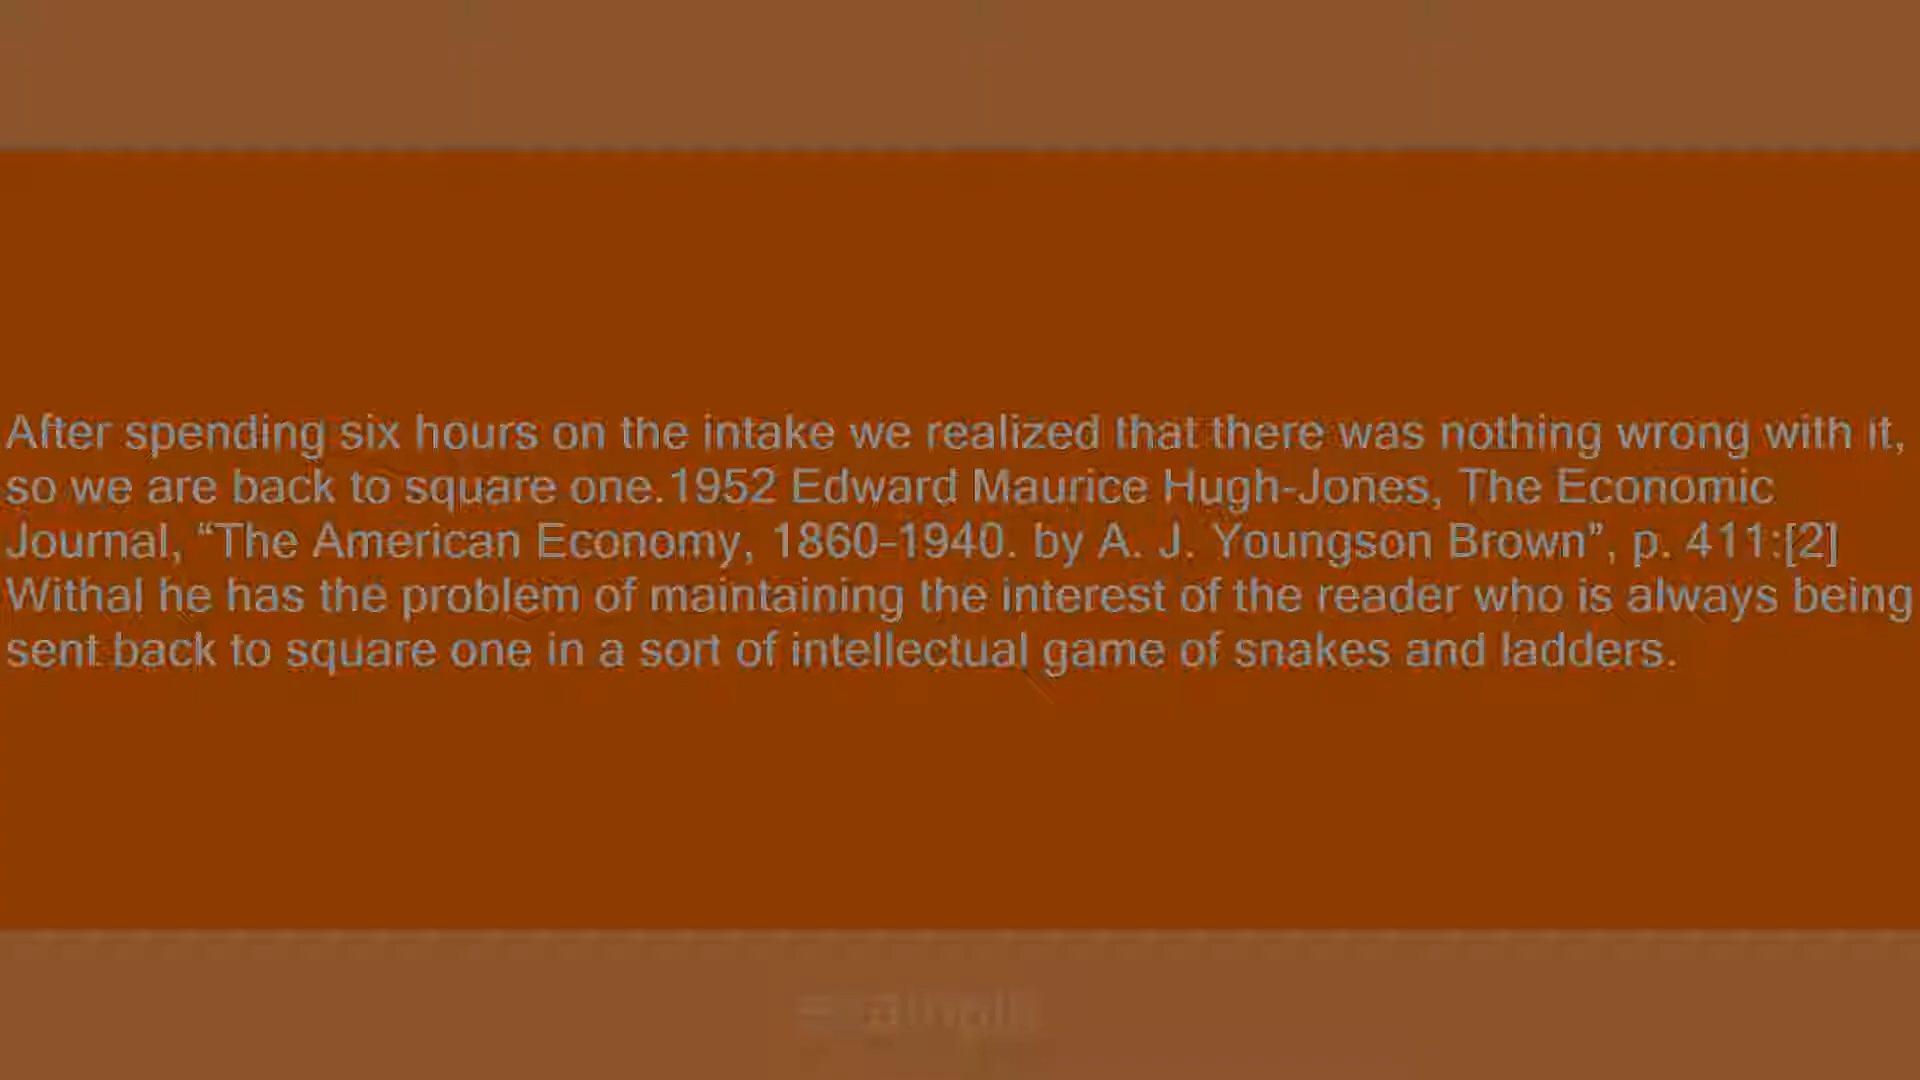 After spending six hours on the intake we realized that there was nothing wrong with it,
so we are back to square one.1952 Edward Maurice Hugh-Jones, The Economic
Journal, “The American Economy, 1860–1940. by A. J. Youngson Brown”, p. 411:[2]
Withal he has the problem of maintaining the interest of the reader who is always being
sent back to square one in a sort of intellectual game of snakes and ladders.